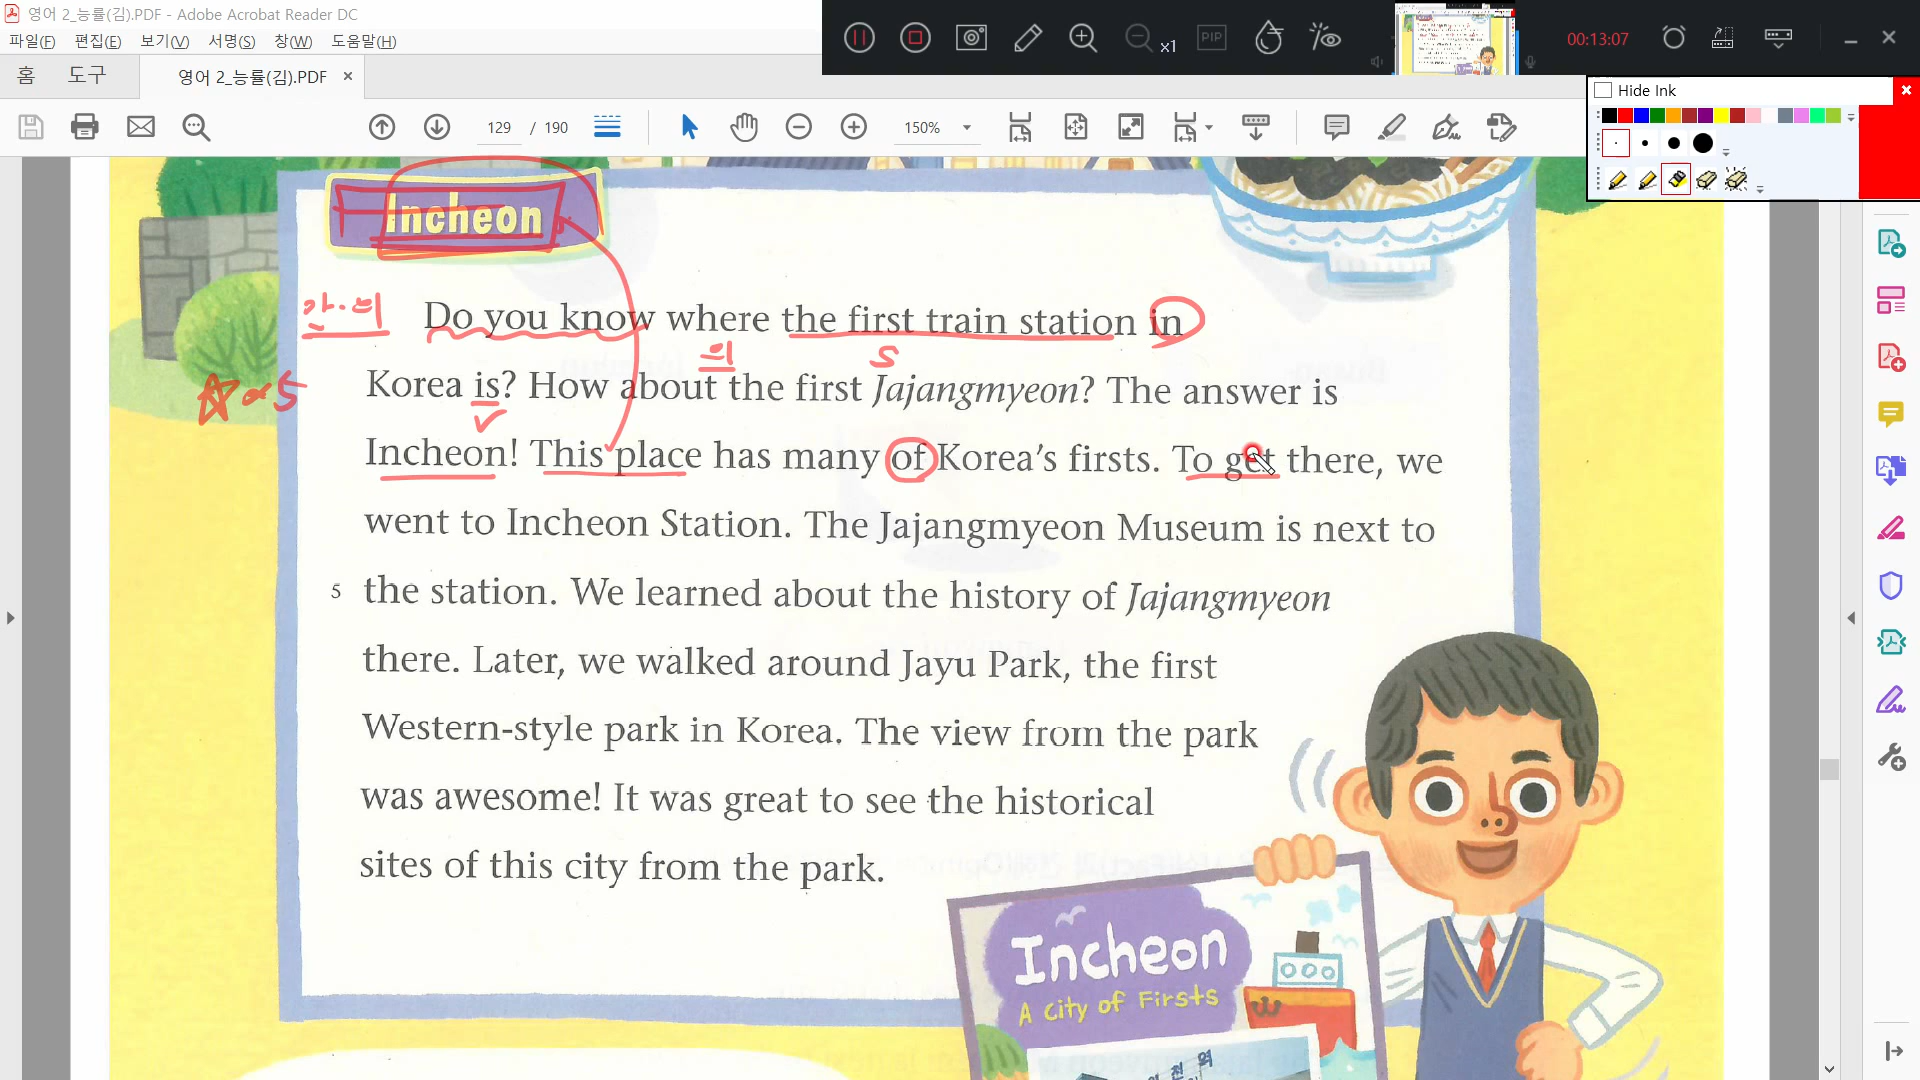 영어 2_능률(김).PDF - Adobe Acrobat Reader DC
파일(F) 편집(E) 보기(V) 서명(S) 창(W) 도움말(H)
x1 PIP 00:13:07
홈 도구 영어 2_능률(김).PDF ×
Hide Ink
129 / 190 150%
Incheon
간·의 Do you know where the first train station in
의 S
Korea is? How about the first Jajangmyeon? The answer is
Incheon! This place has many of Korea's firsts. To get there, we
went to Incheon Station. The Jajangmyeon Museum is next to
5 the station. We learned about the history of Jajangmyeon
there. Later, we walked around Jayu Park, the first
Western-style park in Korea. The view from the park
was awesome! It was great to see the historical
sites of this city from the park.
Incheon
A City of Firsts
인천역